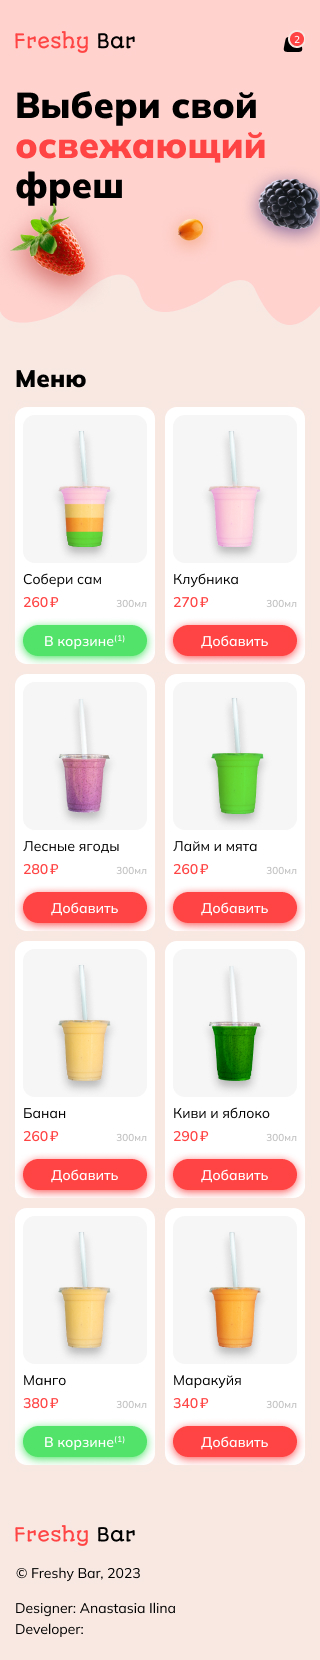 Freshy Bar
2
Выбери свой
освежающий
фреш
Меню
Собери сам
260 ₽ 300мл
В корзине(1)
Клубника
270 ₽ 300мл
Добавить
Лесные ягоды
280 ₽ 300мл
Добавить
Лайм и мята
260 ₽ 300мл
Добавить
Банан
260 ₽ 300мл
Добавить
Киви и яблоко
290 ₽ 300мл
Добавить
Манго
380 ₽ 300мл
В корзине(1)
Маракуйя
340 ₽ 300мл
Добавить
Freshy Bar
© Freshy Bar, 2023
Designer: Anastasia Ilina
Developer: